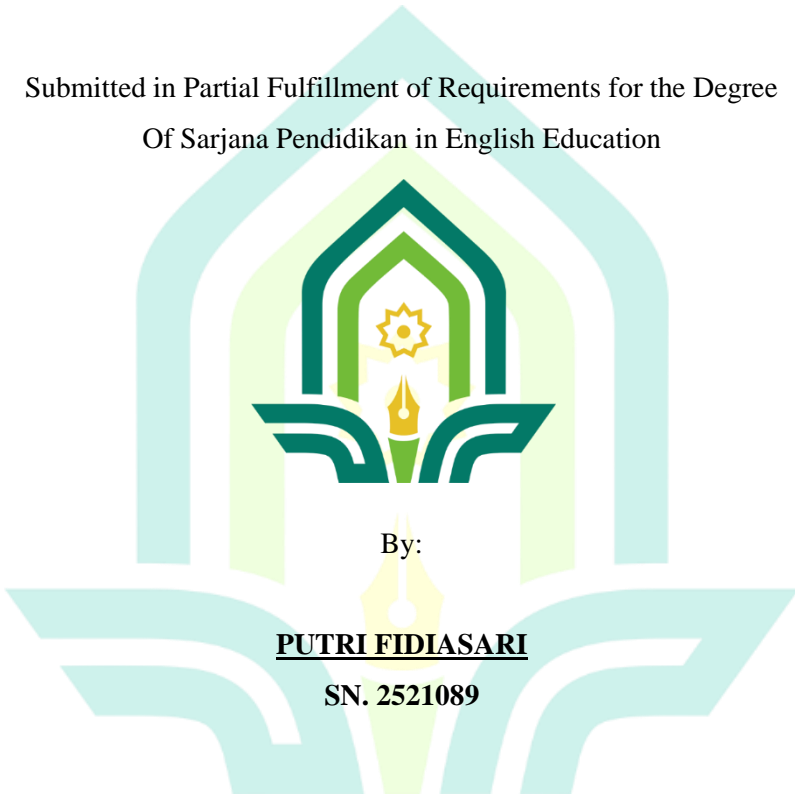 Submitted in Partial Fulfillment of Requirements for the Degree
Of Sarjana Pendidikan in English Education
By:
PUTRI FIDIASARI
SN. 2521089